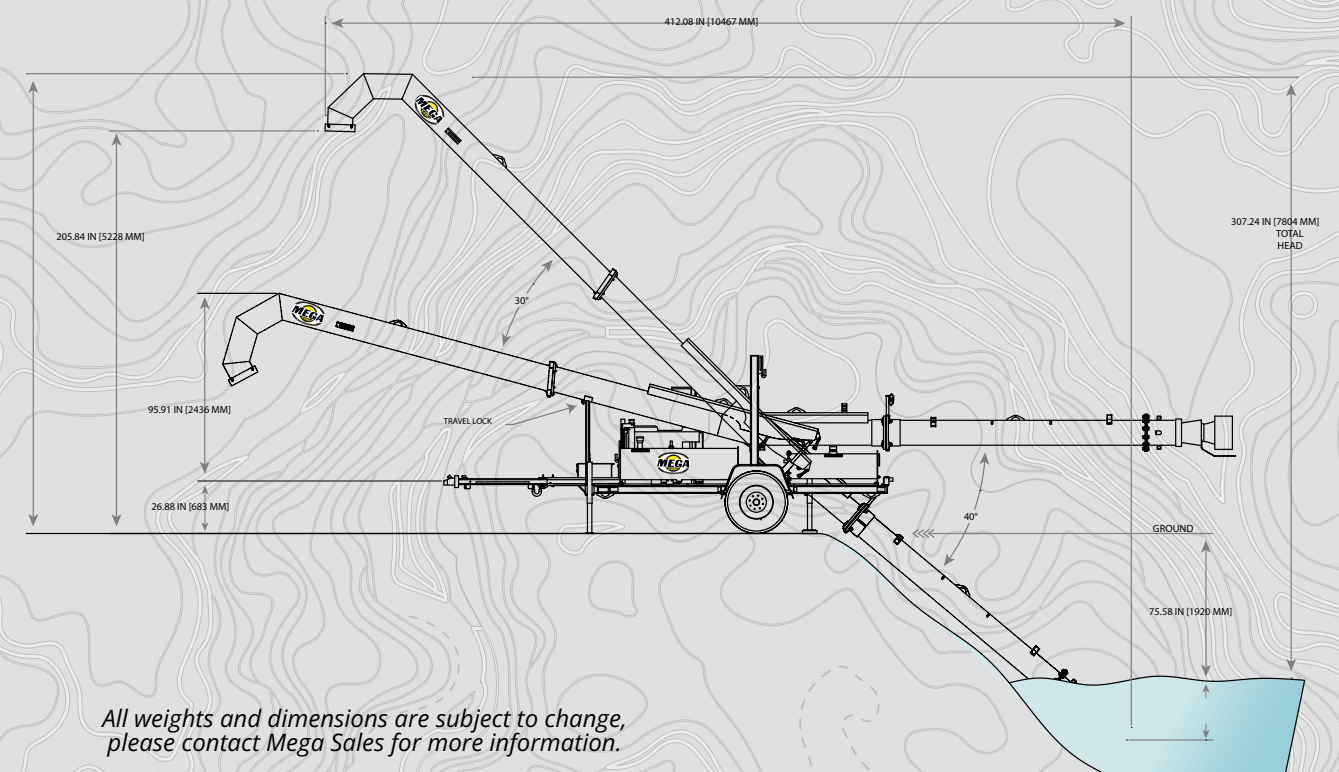 412.08 IN [10467 MM]
MEGA
205.84 IN [5228 MM]
307.24 IN [7804 MM]
TOTAL
HEAD
30°
MEGA
95.91 IN [2436 MM]
TRAVEL LOCK
MEGA
26.88 IN [683 MM]
40°
GROUND
75.58 IN [1920 MM]
All weights and dimensions are subject to change,
please contact Mega Sales for more information.